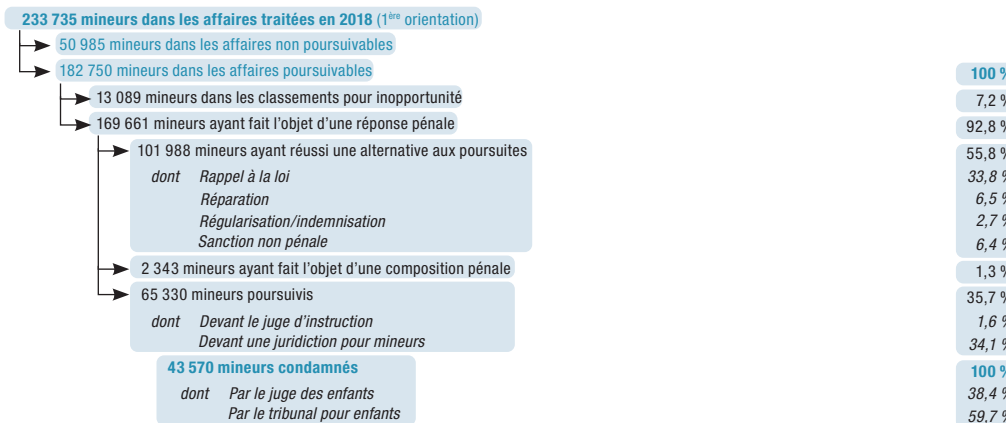 233 735 mineurs dans les affaires traitées en 2018 (1ère orientation)
50 985 mineurs dans les affaires non poursuivables
182 750 mineurs dans les affaires poursuivables 100 %
13 089 mineurs dans les classements pour inopportunité 7,2 %
169 661 mineurs ayant fait l'objet d'une réponse pénale 92,8 %
101 988 mineurs ayant réussi une alternative aux poursuites 55,8 %
dont Rappel à la loi 33,8 %
Réparation 6,5 %
Régularisation/indemnisation 2,7 %
Sanction non pénale 6,4 %
2 343 mineurs ayant fait l'objet d'une composition pénale 1,3 %
65 330 mineurs poursuivis 35,7 %
dont Devant le juge d'instruction 1,6 %
Devant une juridiction pour mineurs 34,1 %
43 570 mineurs condamnés 100 %
dont Par le juge des enfants 38,4 %
Par le tribunal pour enfants 59,7 %